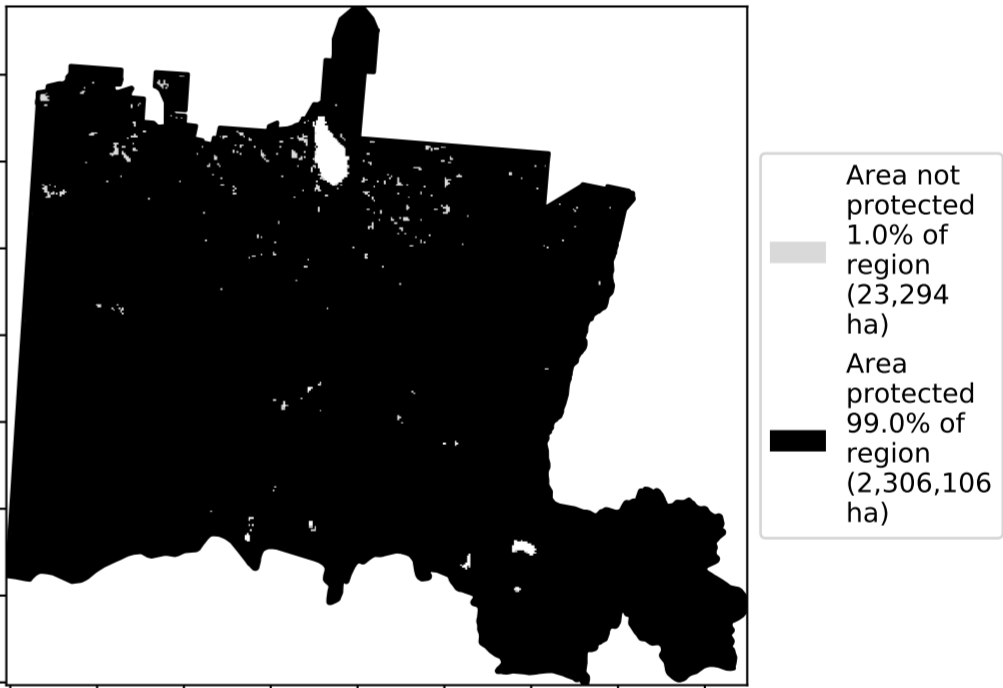 Area not
protected
1.0% of
region
(23,294
ha)
Area
protected
99.0% of
region
(2,306,106
ha)